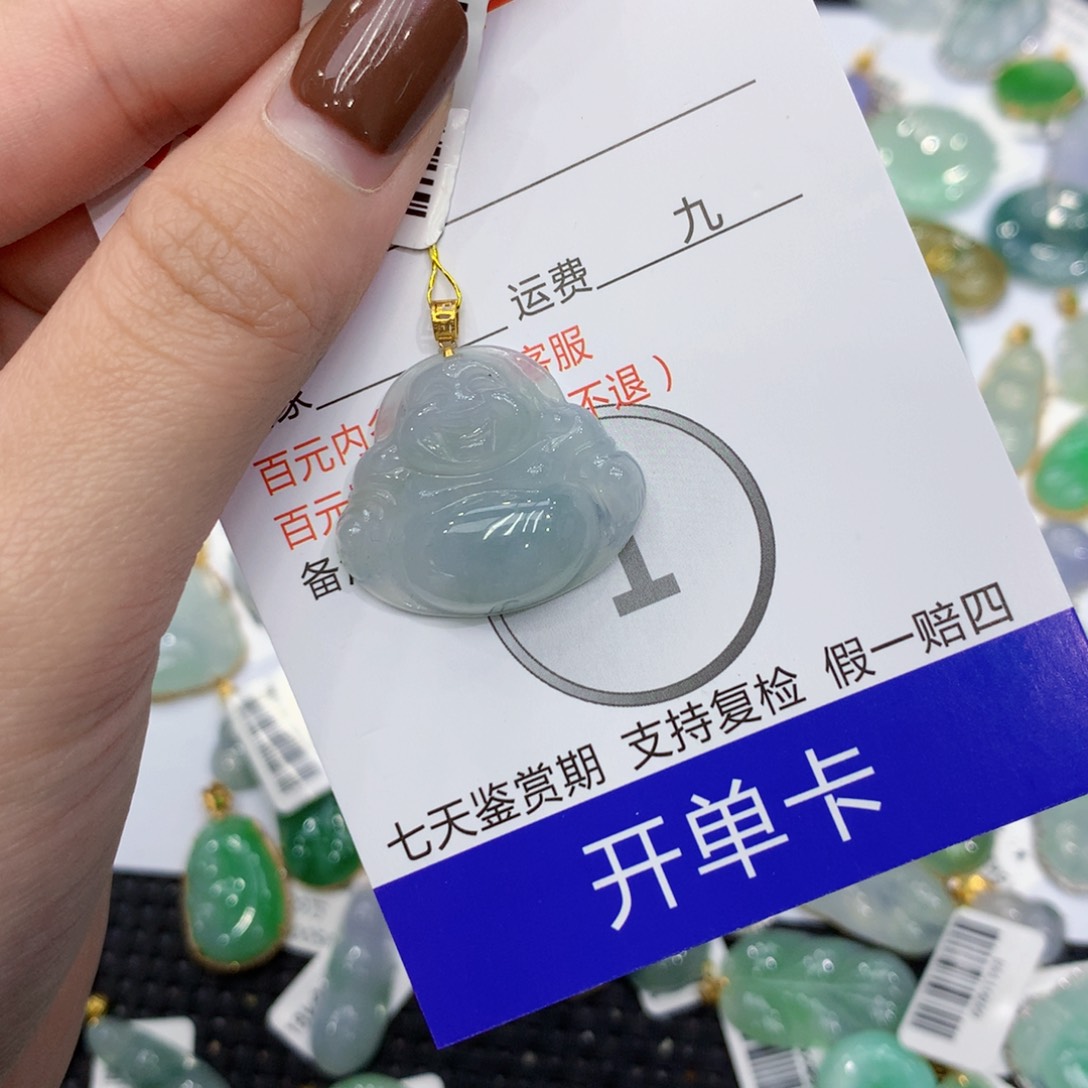 运费 九
客服
百元内 不退）
百元
备
1
七天鉴赏期 支持复检 假一赔四
开单卡